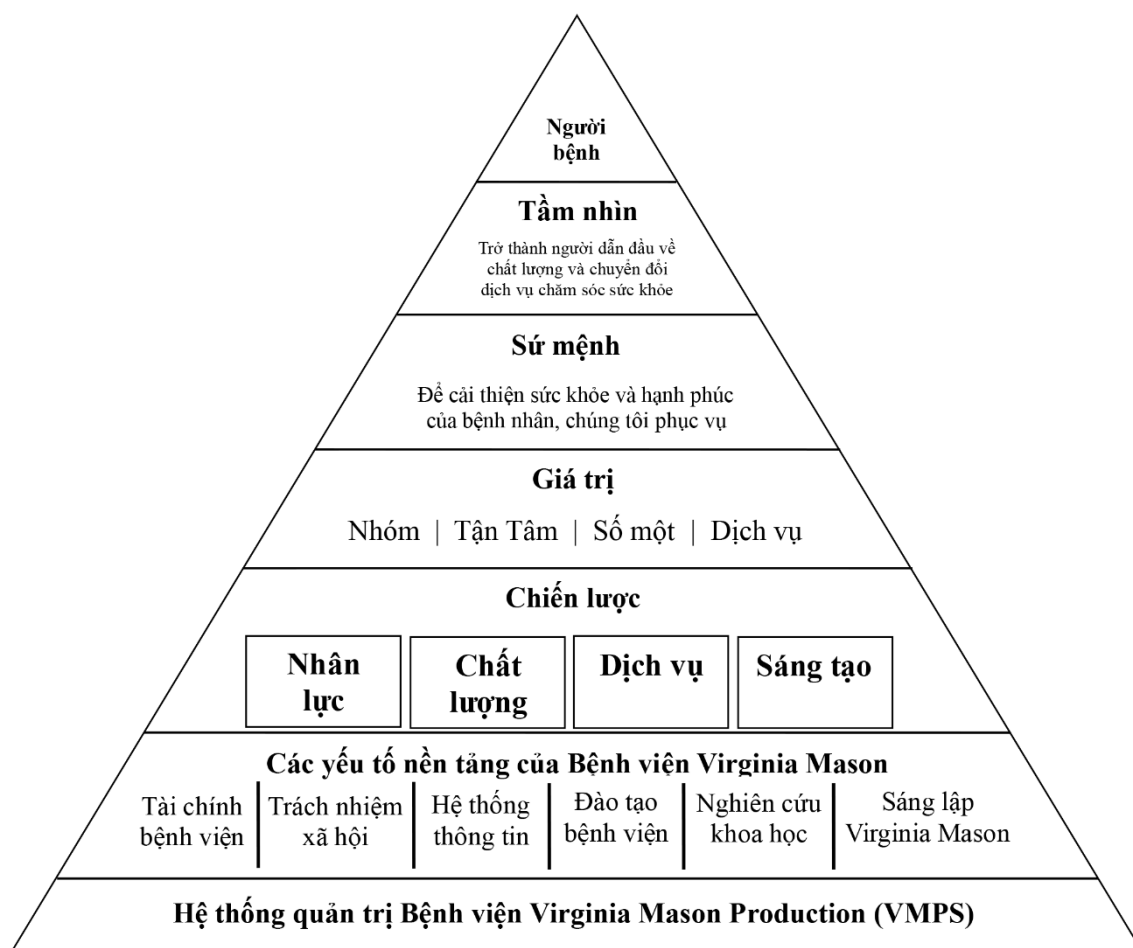 Người
bệnh
Tầm nhìn
Trở thành người dẫn đầu về
chất lượng và chuyển đổi
dịch vụ chăm sóc sức khỏe
Sứ mệnh
Để cải thiện sức khỏe và hạnh phúc
của bệnh nhân, chúng tôi phục vụ
Giá trị
Nhóm | Tận Tâm | Số một | Dịch vụ
Chiến lược
Nhân
lực
Chất
lượng
Dịch vụ
Sáng tạo
Các yếu tố nền tảng của Bệnh viện Virginia Mason
Tài chính
bệnh viện
Trách nhiệm
xã hội
Hệ thống
thông tin
Đào tạo
bệnh viện
Nghiên cứu
khoa học
Sáng lập
Virginia Mason
Hệ thống quản trị Bệnh viện Virginia Mason Production (VMPS)